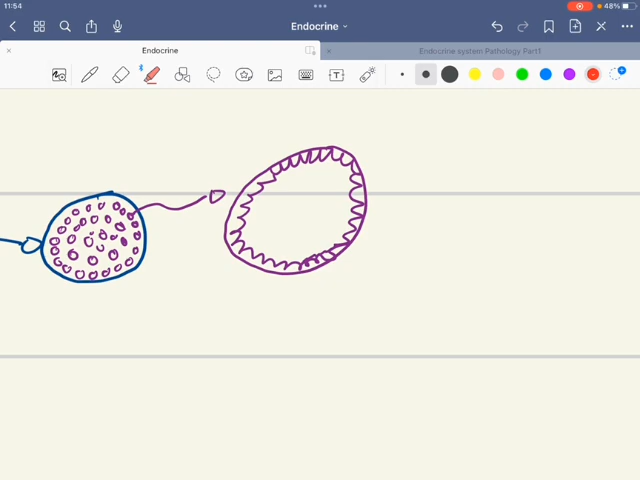 11:54
48%
Endocrine
Endocrine
Endocrine system Pathology Part1
T